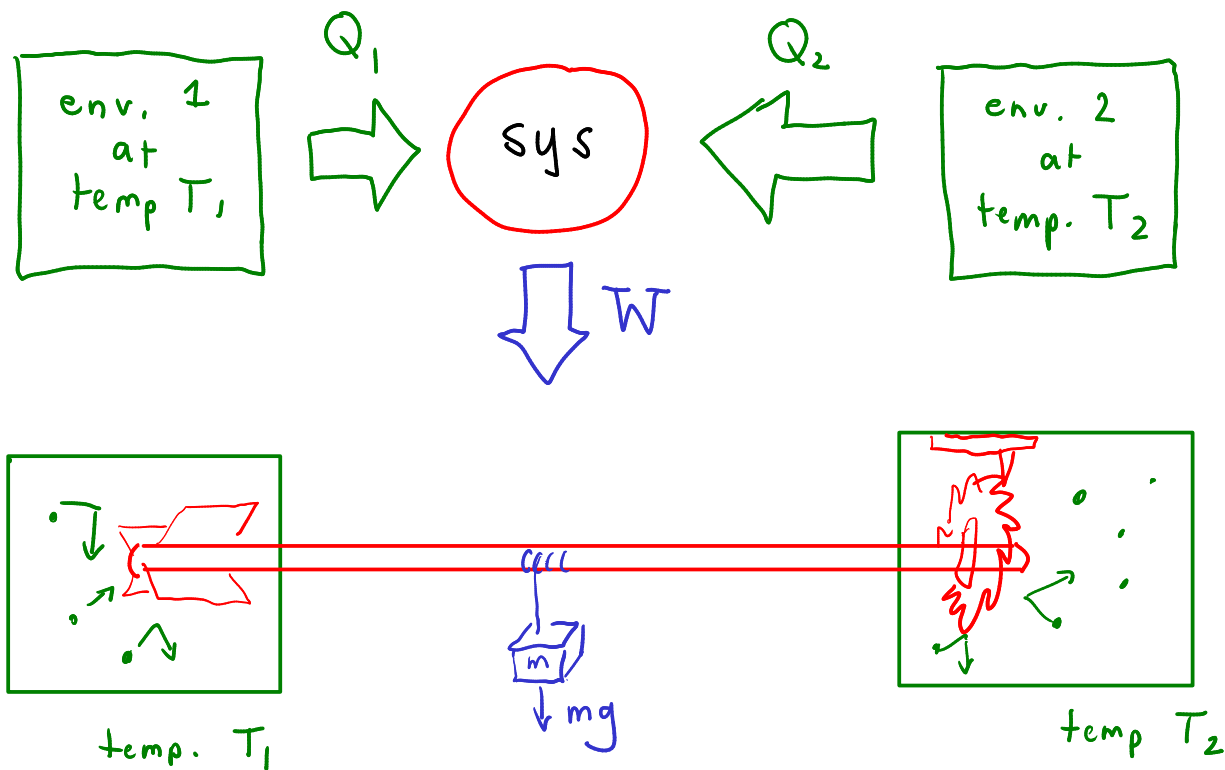 Q1
Q2
env. 1
at
temp T1
sys
env. 2
at
temp. T2
W
m
mg
temp. T1
temp T2